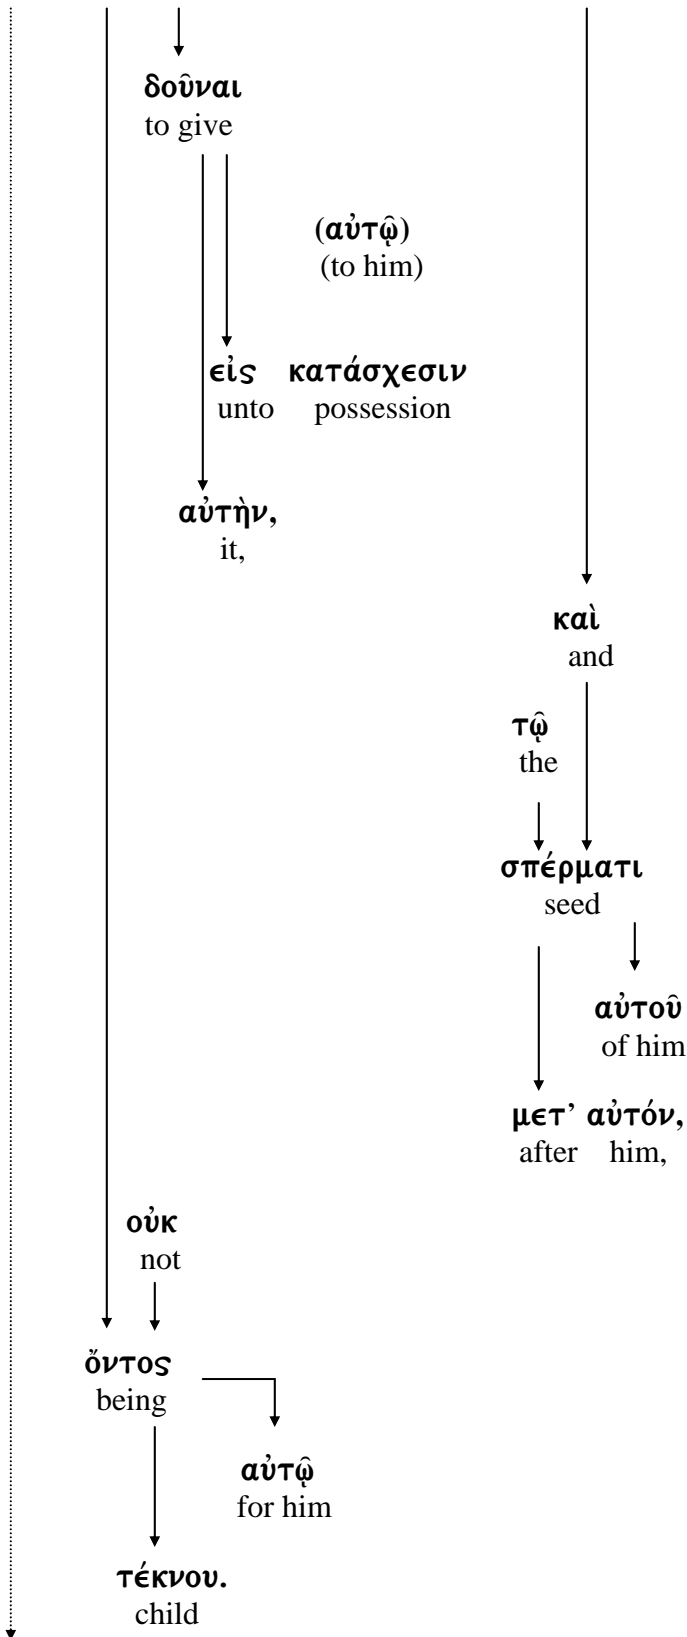 δοῦναι
to give
(αὐτῷ)
(to him)
εἰς κατάσχεσιν
unto possession
αὐτὴν,
it,
καὶ
and
τῷ
the
σπέρματι
seed
αὐτοῦ
of him
μετ’ αὐτόν,
after him,
οὐκ
not
ὄντος
being
αὐτῷ
for him
τέκνου.
child